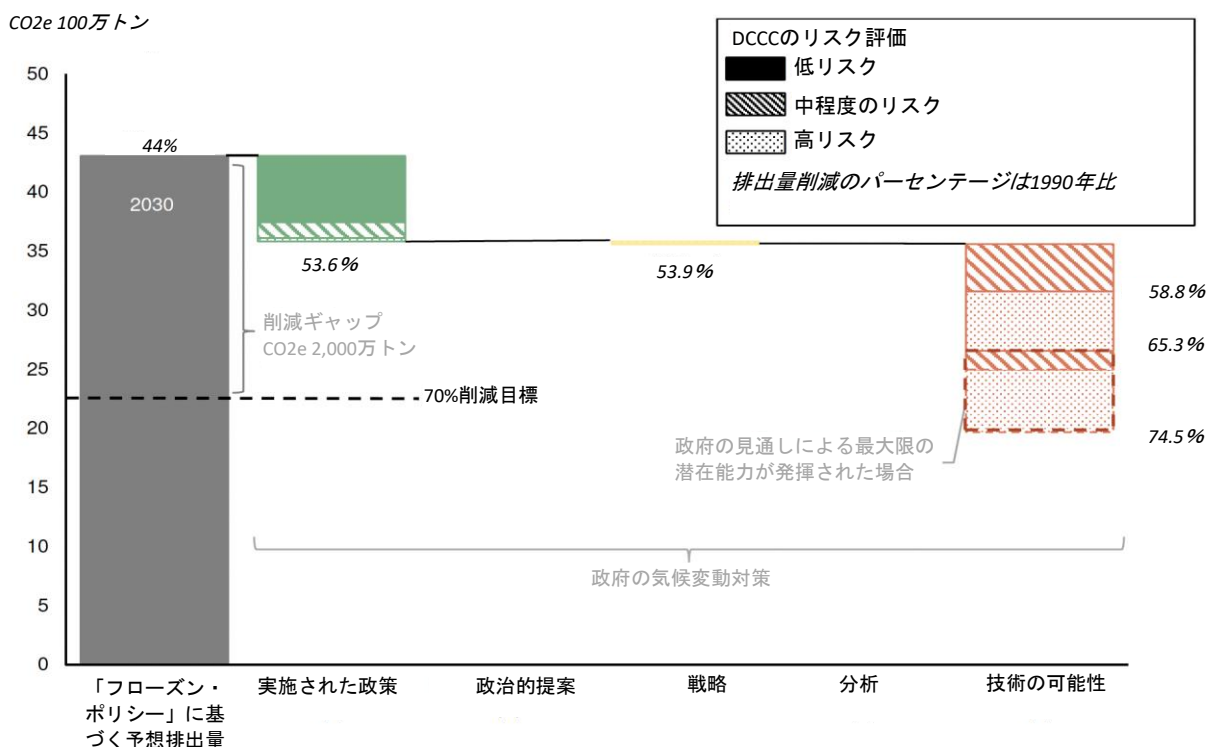 CO2e 100万トン
DCCCのリスク評価
低リスク
中程度のリスク
高リスク
排出量削減のパーセンテージは1990年比
50
45
40
35
30
25
20
15
10
5
0
44%
2030
53.6%
53.9%
58.8%
65.3%
74.5%
削減ギャップ
CO2e 2,000万トン
70%削減目標
政府の見通しによる最大限の
潜在能力が発揮された場合
政府の気候変動対策
「フローズン・
ポリシー」に基
づく予想排出量
実施された政策
政治的提案
戦略
分析
技術の可能性